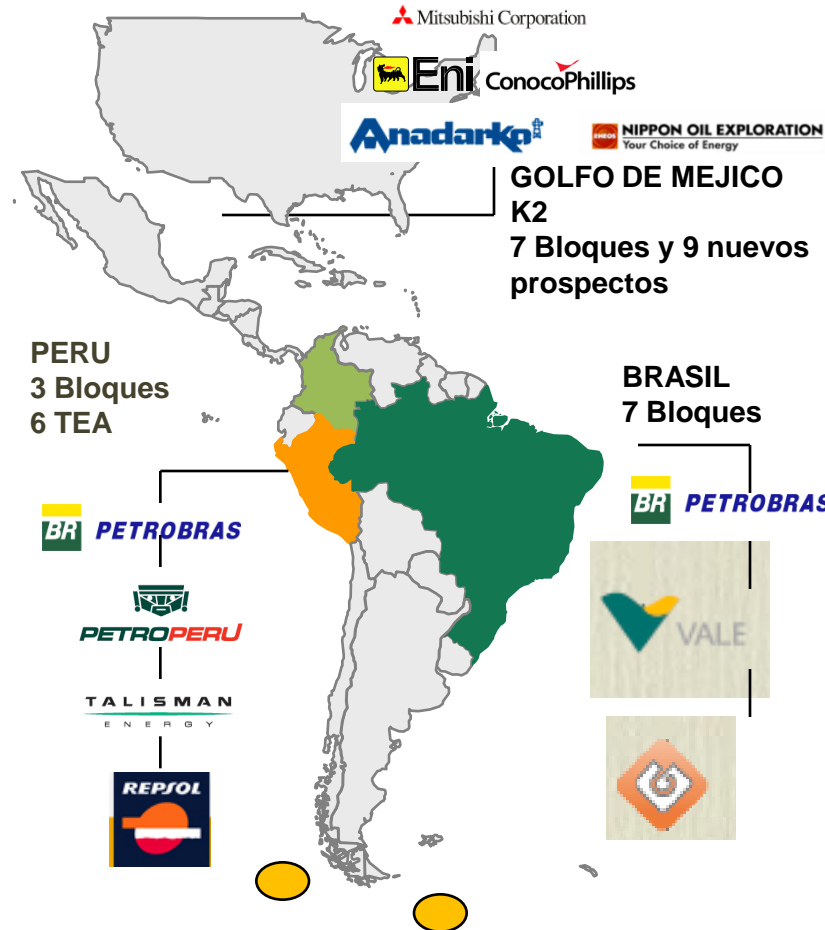 Mitsubishi Corporation
Eni
ConocoPhillips
Anadarko
ENEOS
NIPPON OIL EXPLORATION
Your Choice of Energy
GOLFO DE MEJICO
K2
7 Bloques y 9 nuevos
prospectos
PERU
3 Bloques
6 TEA
BRASIL
7 Bloques
BR PETROBRAS
BR PETROBRAS
PETROPERU
VALE
TALISMAN
ENERGY
REPSOL